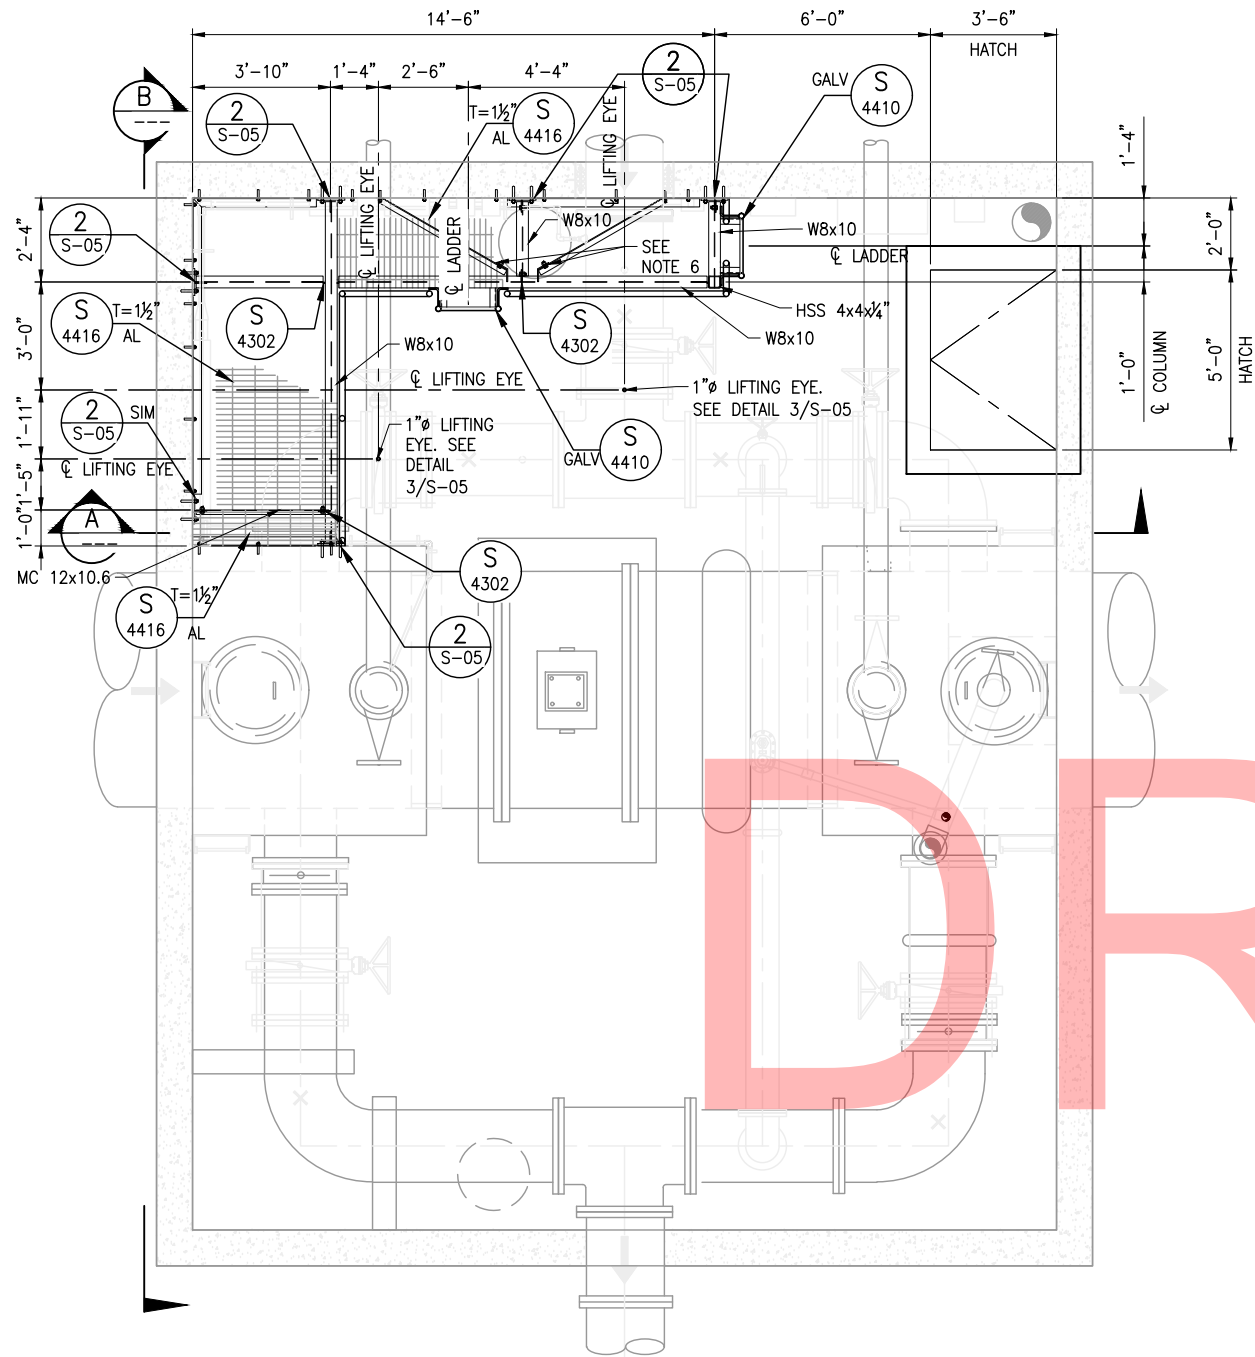 14'-6"
6'-0"
3'-6"
HATCH
3'-10"
1'-4"
2'-6"
4'-4"
2
S-05
GALV
S
4410
B
---
2
S-05
T=1½"
AL
S
4416
℄ LIFTING EYE
℄ LIFTING EYE
℄ LADDER
1'-4"
2'-0"
2'-4"
2
S-05
W8x10
SEE
NOTE 6
W8x10
℄ LADDER
S
4416
T=1½"
AL
S
4302
S
4302
HSS 4x4x¼"
W8x10
W8x10
3'-0"
1'-0"
℄ COLUMN
5'-0"
HATCH
℄ LIFTING EYE
1"ø LIFTING EYE.
SEE DETAIL 3/S-05
2
S-05
SIM
1'-11"
1"ø LIFTING
EYE. SEE
DETAIL
3/S-05
GALV
S
4410
℄ LIFTING EYE
1'-5"
1'-0"
A
---
MC 12x10.6
S
4416
T=1½"
AL
S
4302
2
S-05
DR